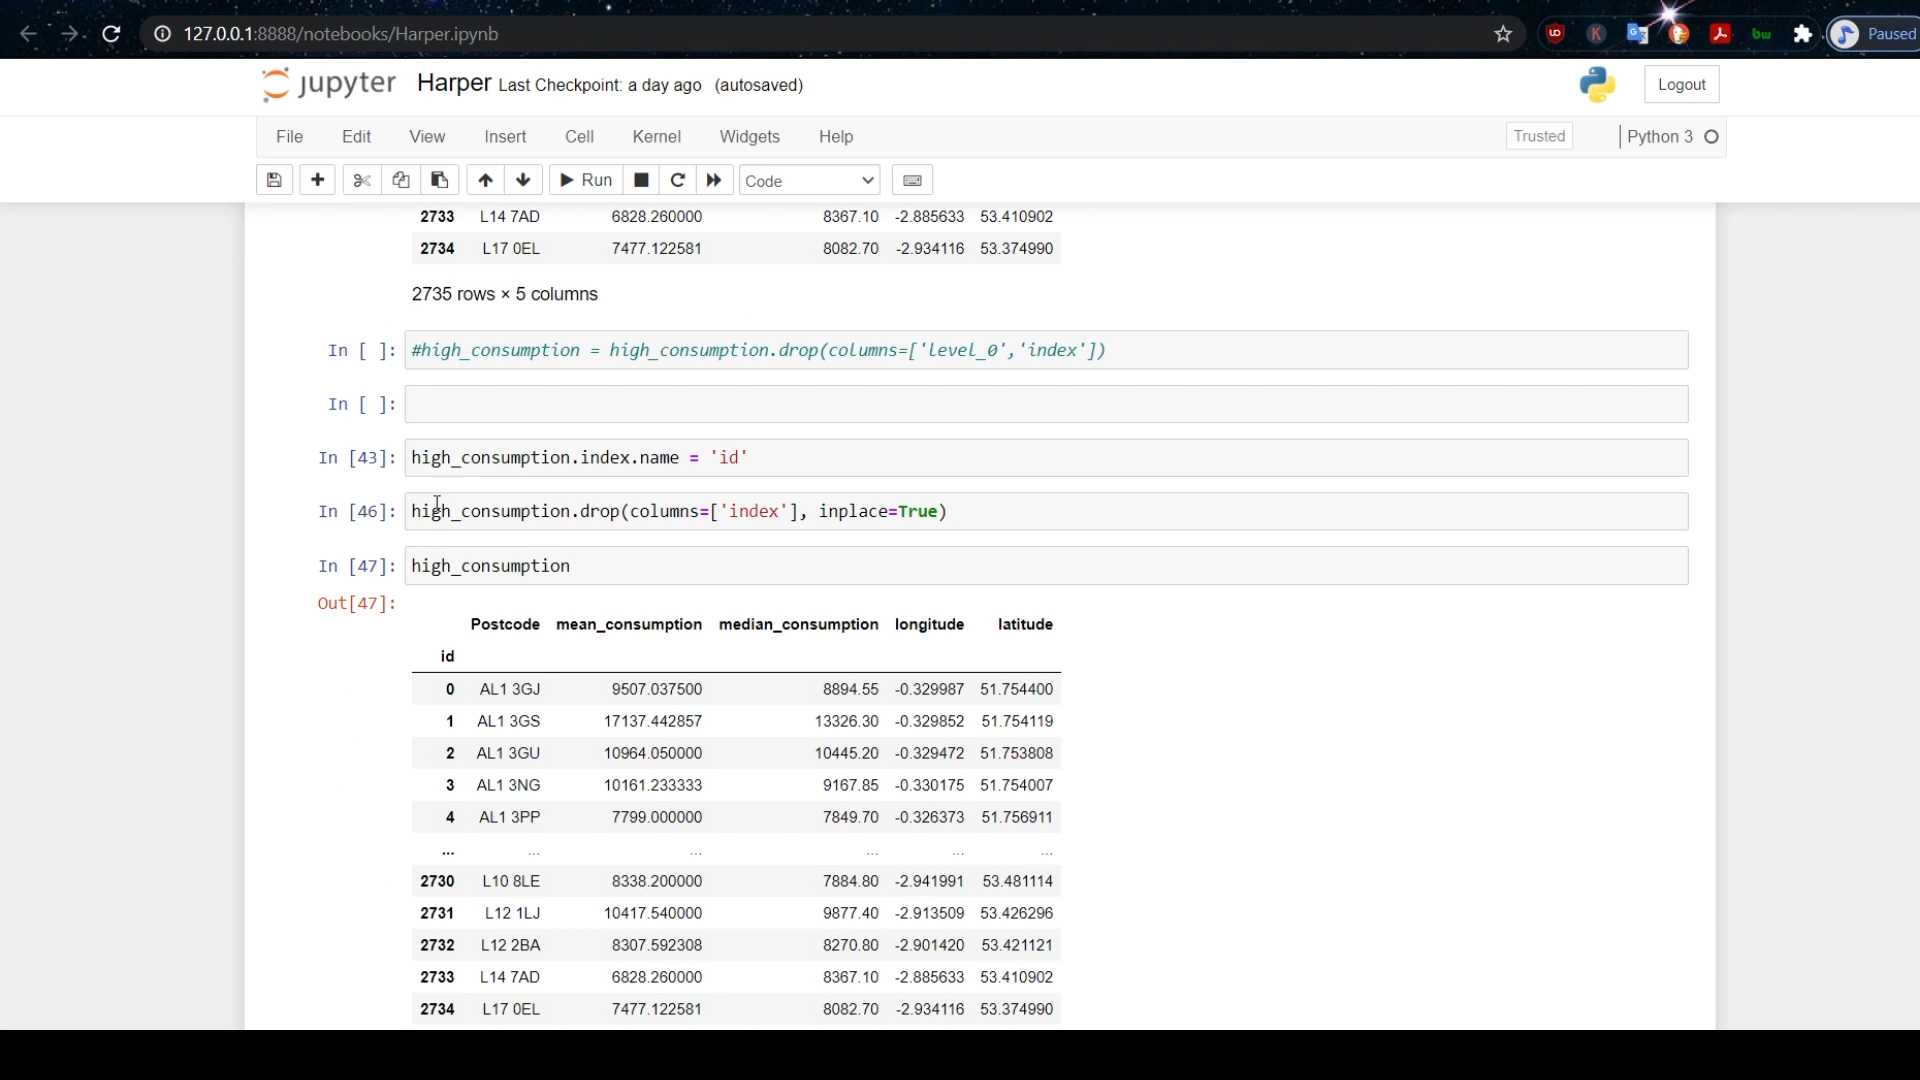 127.0.0.1:8888/notebooks/Harper.ipynb
Paused
jupyter Harper Last Checkpoint: a day ago (autosaved)
Logout
File Edit View Insert Cell Kernel Widgets Help
Trusted
Python 3
Run
Code
2733 L14 7AD 6828.260000 8367.10 -2.885633 53.410902
2734 L17 0EL 7477.122581 8082.70 -2.934116 53.374990
2735 rows × 5 columns
In [ ]: #high_consumption = high_consumption.drop(columns=['level_0','index'])
In [ ]:
In [43]: high_consumption.index.name = 'id'
In [46]: high_consumption.drop(columns=['index'], inplace=True)
In [47]: high_consumption
Out[47]:
Postcode mean_consumption median_consumption longitude latitude
id
0 AL1 3GJ 9507.037500 8894.55 -0.329987 51.754400
1 AL1 3GS 17137.442857 13326.30 -0.329852 51.754119
2 AL1 3GU 10964.050000 10445.20 -0.329472 51.753808
3 AL1 3NG 10161.233333 9167.85 -0.330175 51.754007
4 AL1 3PP 7799.000000 7849.70 -0.326373 51.756911
... ... ... ... ... ...
2730 L10 8LE 8338.200000 7884.80 -2.941991 53.481114
2731 L12 1LJ 10417.540000 9877.40 -2.913509 53.426296
2732 L12 2BA 8307.592308 8270.80 -2.901420 53.421121
2733 L14 7AD 6828.260000 8367.10 -2.885633 53.410902
2734 L17 0EL 7477.122581 8082.70 -2.934116 53.374990